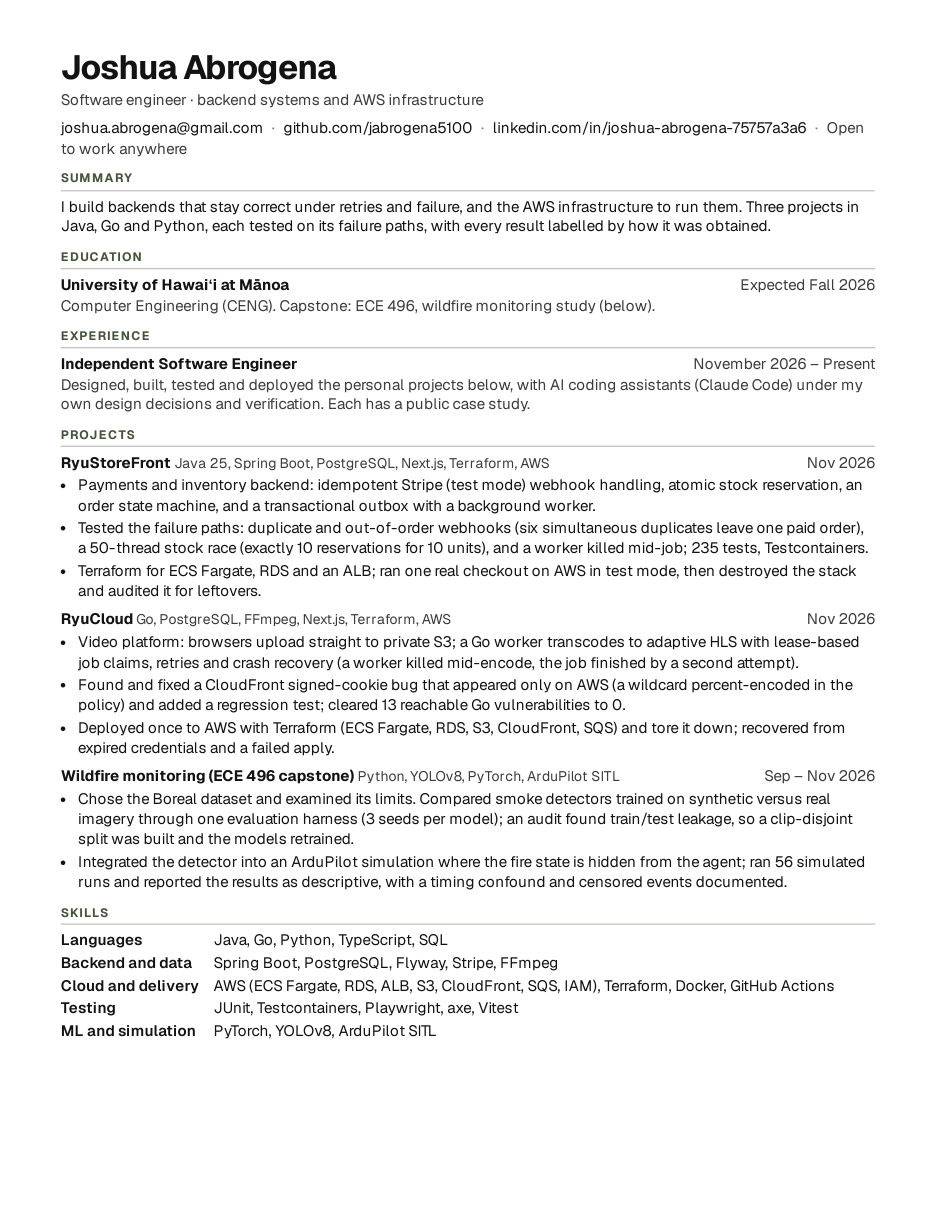 Joshua Abrogena
Software engineer · backend systems and AWS infrastructure
joshua.abrogena@gmail.com · github.com/jabrogena5100 · linkedin.com/in/joshua-abrogena-75757a3a6 · Open
to work anywhere
SUMMARY
I build backends that stay correct under retries and failure, and the AWS infrastructure to run them. Three projects in
Java, Go and Python, each tested on its failure paths, with every result labelled by how it was obtained.
EDUCATION
University of Hawaiʻi at Mānoa Expected Fall 2026
Computer Engineering (CENG). Capstone: ECE 496, wildfire monitoring study (below).
EXPERIENCE
Independent Software Engineer November 2026 – Present
Designed, built, tested and deployed the personal projects below, with AI coding assistants (Claude Code) under my
own design decisions and verification. Each has a public case study.
PROJECTS
RyuStoreFront Java 25, Spring Boot, PostgreSQL, Next.js, Terraform, AWS Nov 2026
• Payments and inventory backend: idempotent Stripe (test mode) webhook handling, atomic stock reservation, an
order state machine, and a transactional outbox with a background worker.
• Tested the failure paths: duplicate and out-of-order webhooks (six simultaneous duplicates leave one paid order),
a 50-thread stock race (exactly 10 reservations for 10 units), and a worker killed mid-job; 235 tests, Testcontainers.
• Terraform for ECS Fargate, RDS and an ALB; ran one real checkout on AWS in test mode, then destroyed the stack
and audited it for leftovers.
RyuCloud Go, PostgreSQL, FFmpeg, Next.js, Terraform, AWS Nov 2026
• Video platform: browsers upload straight to private S3; a Go worker transcodes to adaptive HLS with lease-based
job claims, retries and crash recovery (a worker killed mid-encode, the job finished by a second attempt).
• Found and fixed a CloudFront signed-cookie bug that appeared only on AWS (a wildcard percent-encoded in the
policy) and added a regression test; cleared 13 reachable Go vulnerabilities to 0.
• Deployed once to AWS with Terraform (ECS Fargate, RDS, S3, CloudFront, SQS) and tore it down; recovered from
expired credentials and a failed apply.
Wildfire monitoring (ECE 496 capstone) Python, YOLOv8, PyTorch, ArduPilot SITL Sep – Nov 2026
• Chose the Boreal dataset and examined its limits. Compared smoke detectors trained on synthetic versus real
imagery through one evaluation harness (3 seeds per model); an audit found train/test leakage, so a clip-disjoint
split was built and the models retrained.
• Integrated the detector into an ArduPilot simulation where the fire state is hidden from the agent; ran 56 simulated
runs and reported the results as descriptive, with a timing confound and censored events documented.
SKILLS
Languages Java, Go, Python, TypeScript, SQL
Backend and data Spring Boot, PostgreSQL, Flyway, Stripe, FFmpeg
Cloud and delivery AWS (ECS Fargate, RDS, ALB, S3, CloudFront, SQS, IAM), Terraform, Docker, GitHub Actions
Testing JUnit, Testcontainers, Playwright, axe, Vitest
ML and simulation PyTorch, YOLOv8, ArduPilot SITL